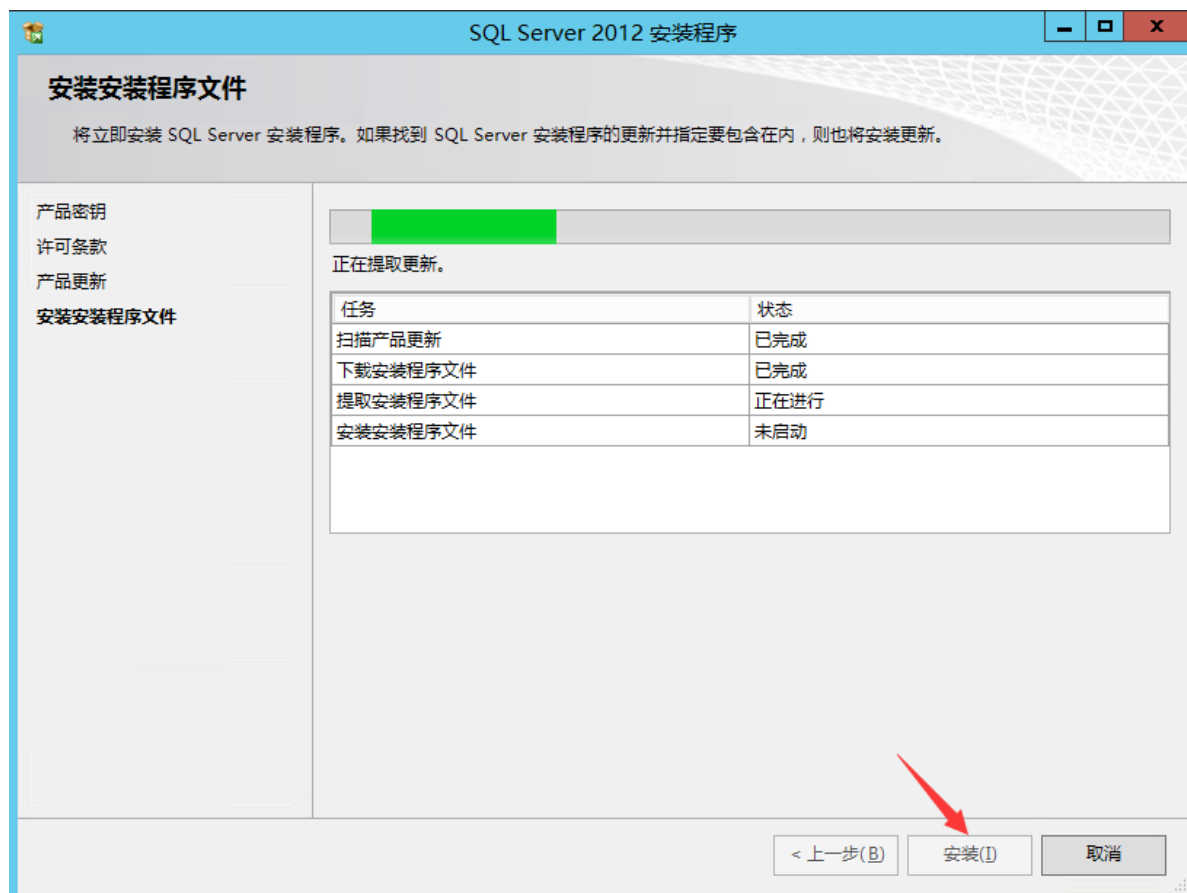 SQL Server 2012 安装程序
安装安装程序文件
将立即安装 SQL Server 安装程序。如果找到 SQL Server 安装程序的更新并指定要包含在内，则也将安装更新。
产品密钥
许可条款
产品更新
安装安装程序文件
正在提取更新。
任务 状态
扫描产品更新 已完成
下载安装程序文件 已完成
提取安装程序文件 正在进行
安装安装程序文件 未启动
< 上一步(B) 安装(I) 取消